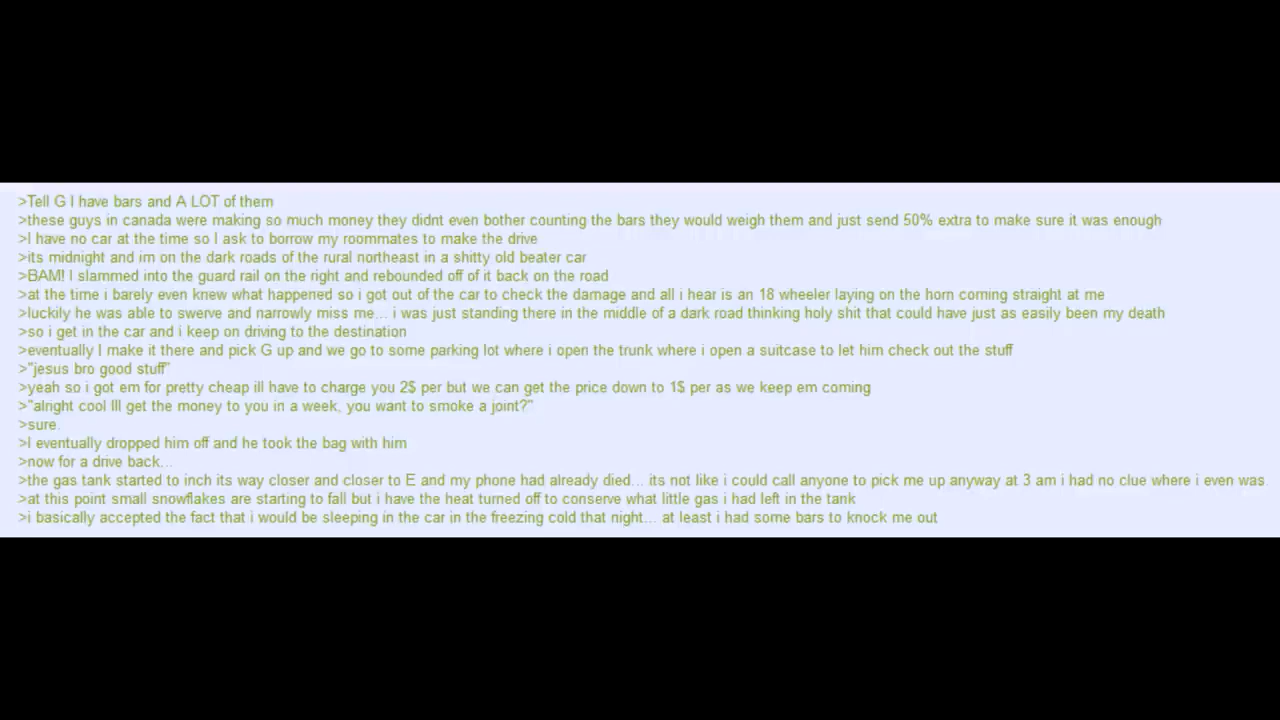 >Tell G I have bars and A LOT of them
>these guys in canada were making so much money they didnt even bother counting the bars they would weigh them and just send 50% extra to make sure it was enough
>I have no car at the time so I ask to borrow my roommates to make the drive
>its midnight and im on the dark roads of the rural northeast in a shitty old beater car
>BAM! I slammed into the guard rail on the right and rebounded off of it back on the road
>at the time i barely even knew what happened so i got out of the car to check the damage and all i hear is an 18 wheeler laying on the horn coming straight at me
>luckily he was able to swerve and narrowly miss me... i was just standing there in the middle of a dark road thinking holy shit that could have just as easily been my death
>so i get in the car and i keep on driving to the destination
>eventually I make it there and pick G up and we go to some parking lot where i open the trunk where i open a suitcase to let him check out the stuff
>"jesus bro good stuff"
>yeah so i got em for pretty cheap ill have to charge you 2$ per but we can get the price down to 1$ per as we keep em coming
>"alright cool Ill get the money to you in a week, you want to smoke a joint?"
>sure.
>I eventually dropped him off and he took the bag with him
>now for a drive back...
>the gas tank started to inch its way closer and closer to E and my phone had already died... its not like i could call anyone to pick me up anyway at 3 am i had no clue where i even was.
>at this point small snowflakes are starting to fall but i have the heat turned off to conserve what little gas i had left in the tank
>i basically accepted the fact that i would be sleeping in the car in the freezing cold that night... at least i had some bars to knock me out